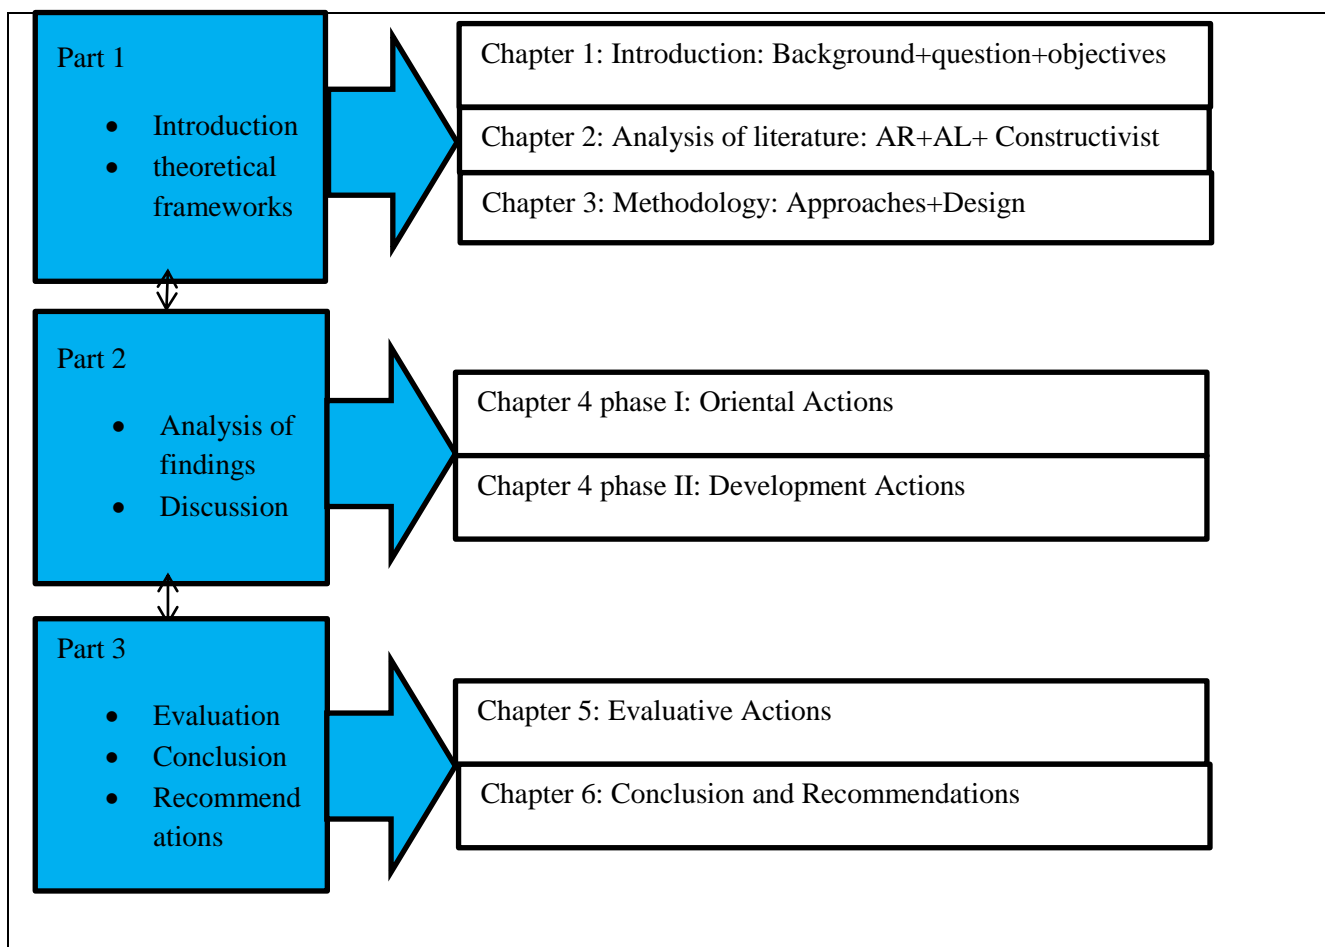 Part 1
• Introduction
• theoretical
frameworks
Chapter 1: Introduction: Background+question+objectives
Chapter 2: Analysis of literature: AR+AL+ Constructivist
Chapter 3: Methodology: Approaches+Design
Part 2
• Analysis of
findings
• Discussion
Chapter 4 phase I: Oriental Actions
Chapter 4 phase II: Development Actions
Part 3
• Evaluation
• Conclusion
• Recommend
ations
Chapter 5: Evaluative Actions
Chapter 6: Conclusion and Recommendations